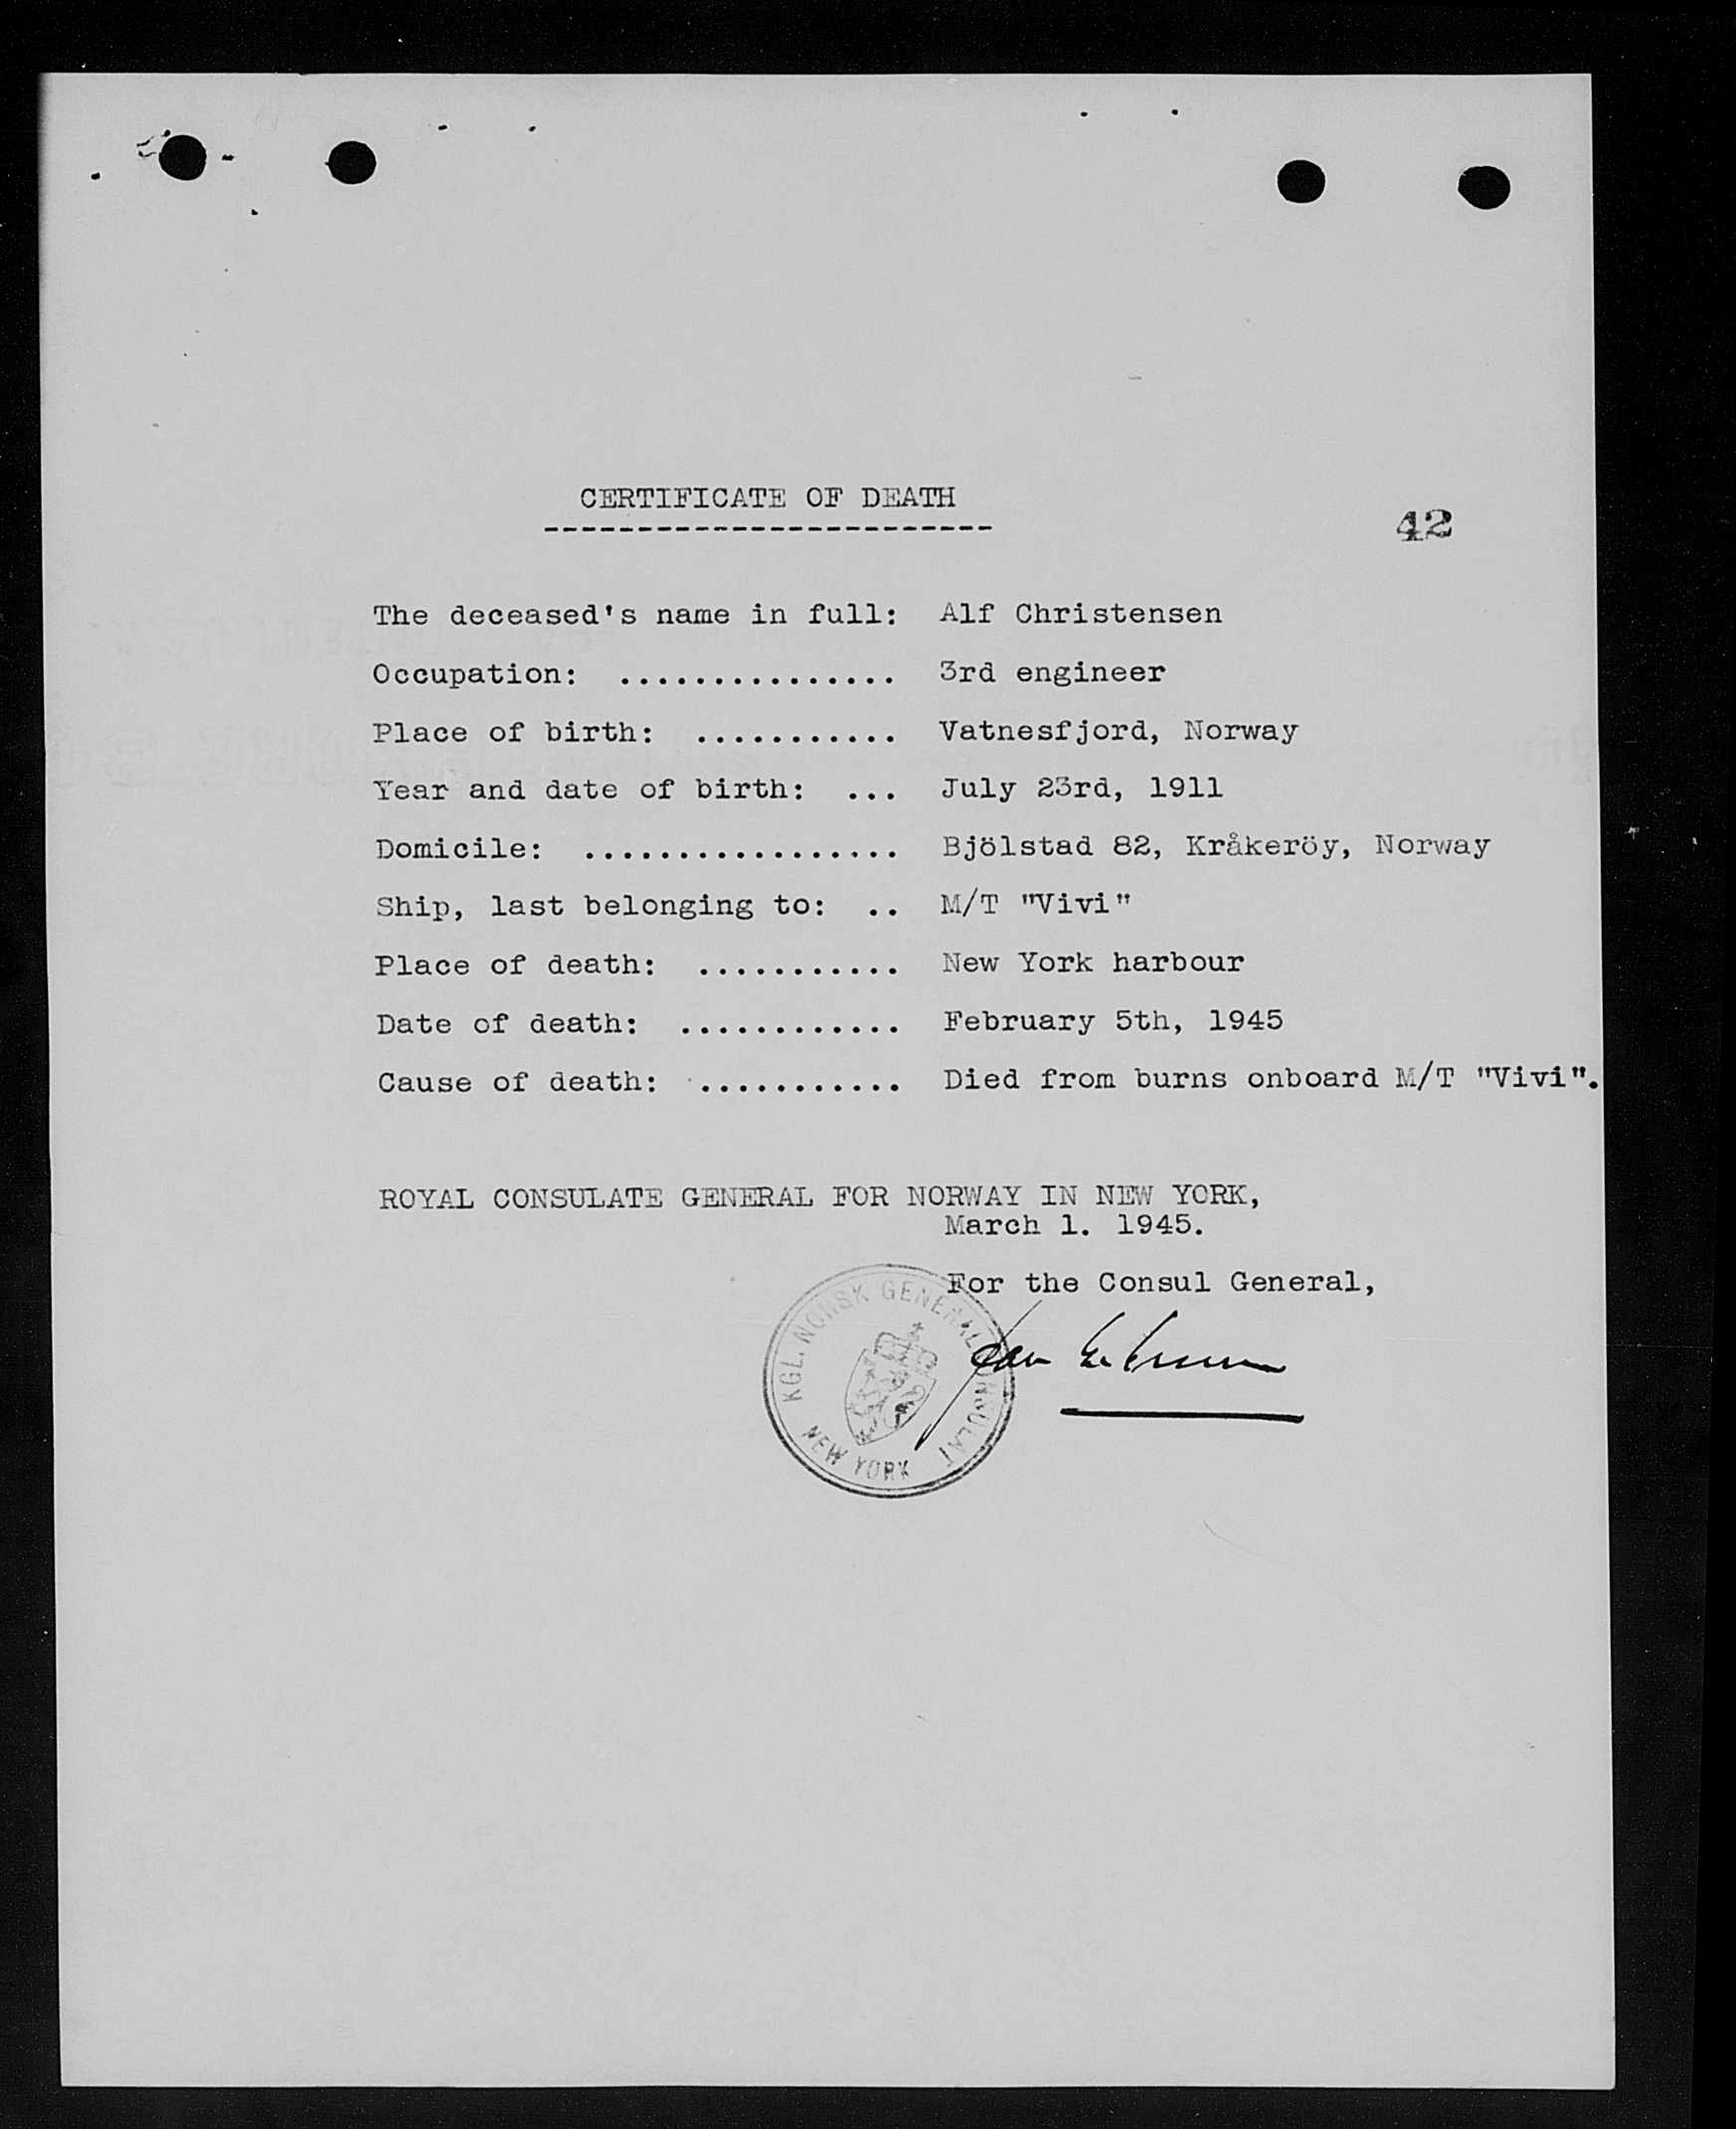 CERTIFICATE OF DEATH
------------------------
42
The deceased's name in full: Alf Christensen
Occupation: ............... 3rd engineer
Place of birth: ........... Vatnesfjord, Norway
Year and date of birth: ... July 23rd, 1911
Domicile: ................. Bjölstad 82, Kråkeröy, Norway
Ship, last belonging to: .. M/T "Vivi"
Place of death: ........... New York harbour
Date of death: ............ February 5th, 1945
Cause of death: ........... Died from burns onboard M/T "Vivi".
ROYAL CONSULATE GENERAL FOR NORWAY IN NEW YORK,
March 1. 1945.
For the Consul General,
KGL. NORSK GENERALKONSULAT
NEW YORK